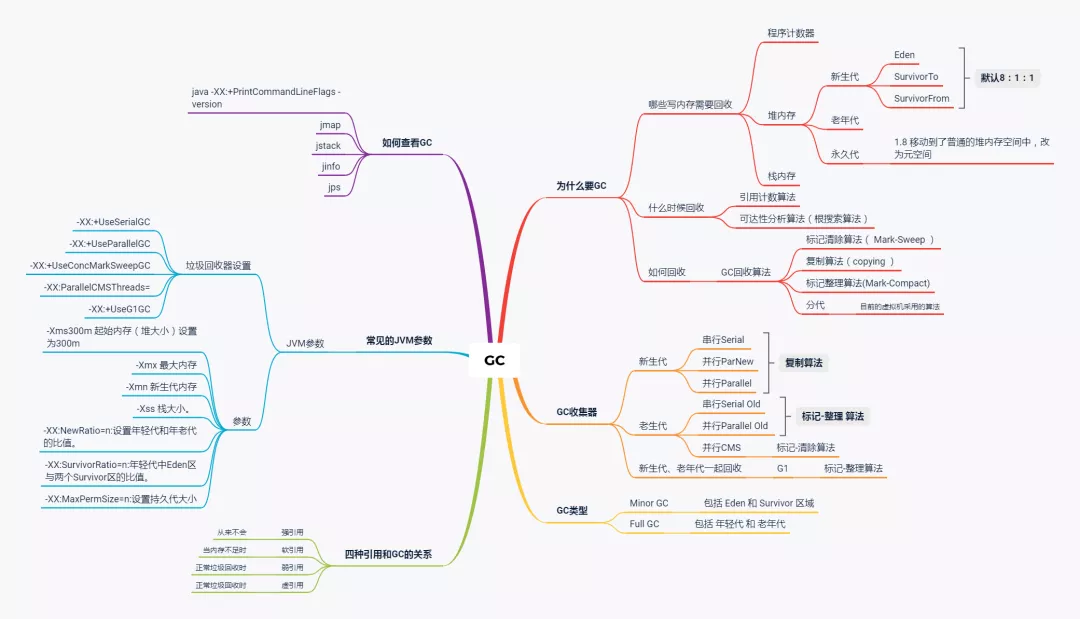 GC
为什么要GC
哪些写内存需要回收
程序计数器
堆内存
新生代
Eden
SurvivorTo
SurvivorFrom
默认8：1：1
老年代
永久代
1.8 移动到了普通的堆内存空间中，改
为元空间
栈内存
什么时候回收
引用计数算法
可达性分析算法（根搜索算法）
如何回收
GC回收算法
标记清除算法（ Mark-Sweep ）
复制算法（copying ）
标记整理算法(Mark-Compact)
分代
目前的虚拟机采用的算法
GC收集器
新生代
串行Serial
并行ParNew
并行Parallel
复制算法
老生代
串行Serial Old
并行Parallel Old
标记-整理 算法
并行CMS
标记-清除算法
新生代、老年代一起回收
G1
标记-整理算法
GC类型
Minor GC
包括 Eden 和 Survivor 区域
Full GC
包括 年轻代 和 老年代
如何查看GC
java -XX:+PrintCommandLineFlags -
version
jmap
jstack
jinfo
jps
常见的JVM参数
JVM参数
垃圾回收器设置
-XX:+UseSerialGC
-XX:+UseParallelGC
-XX:+UseConcMarkSweepGC
-XX:ParallelCMSThreads=
-XX:+UseG1GC
参数
-Xms300m 起始内存（堆大小）设置
为300m
-Xmx 最大内存
-Xmn 新生代内存
-Xss 栈大小。
-XX:NewRatio=n:设置年轻代和年老代
的比值。
-XX:SurvivorRatio=n:年轻代中Eden区
与两个Survivor区的比值。
-XX:MaxPermSize=n:设置持久代大小
四种引用和GC的关系
强引用
从来不会
软引用
当内存不足时
弱引用
正常垃圾回收时
虚引用
正常垃圾回收时